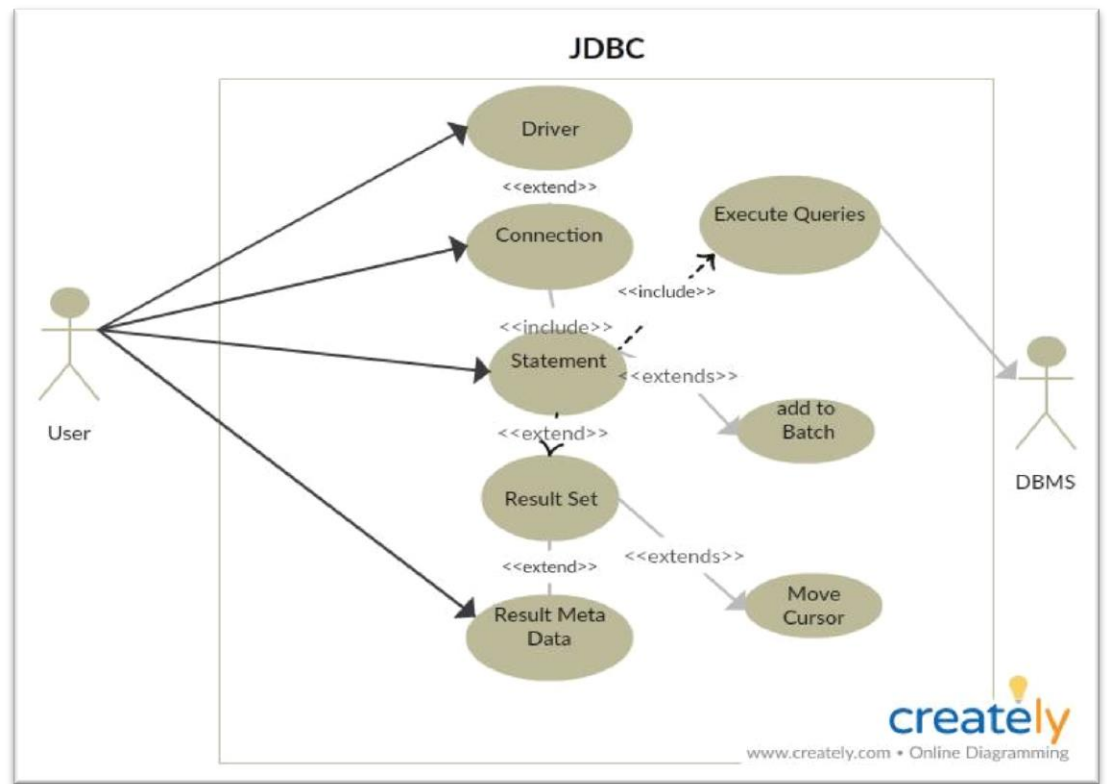 JDBC
Driver
<<extend>>
Connection
Execute Queries
<<include>>
<<include>>
Statement
<<extends>>
add to
Batch
<<extend>>
User
DBMS
Result Set
<<extends>>
<<extend>>
Move
Cursor
Result Meta
Data
creately
www.creately.com • Online Diagramming